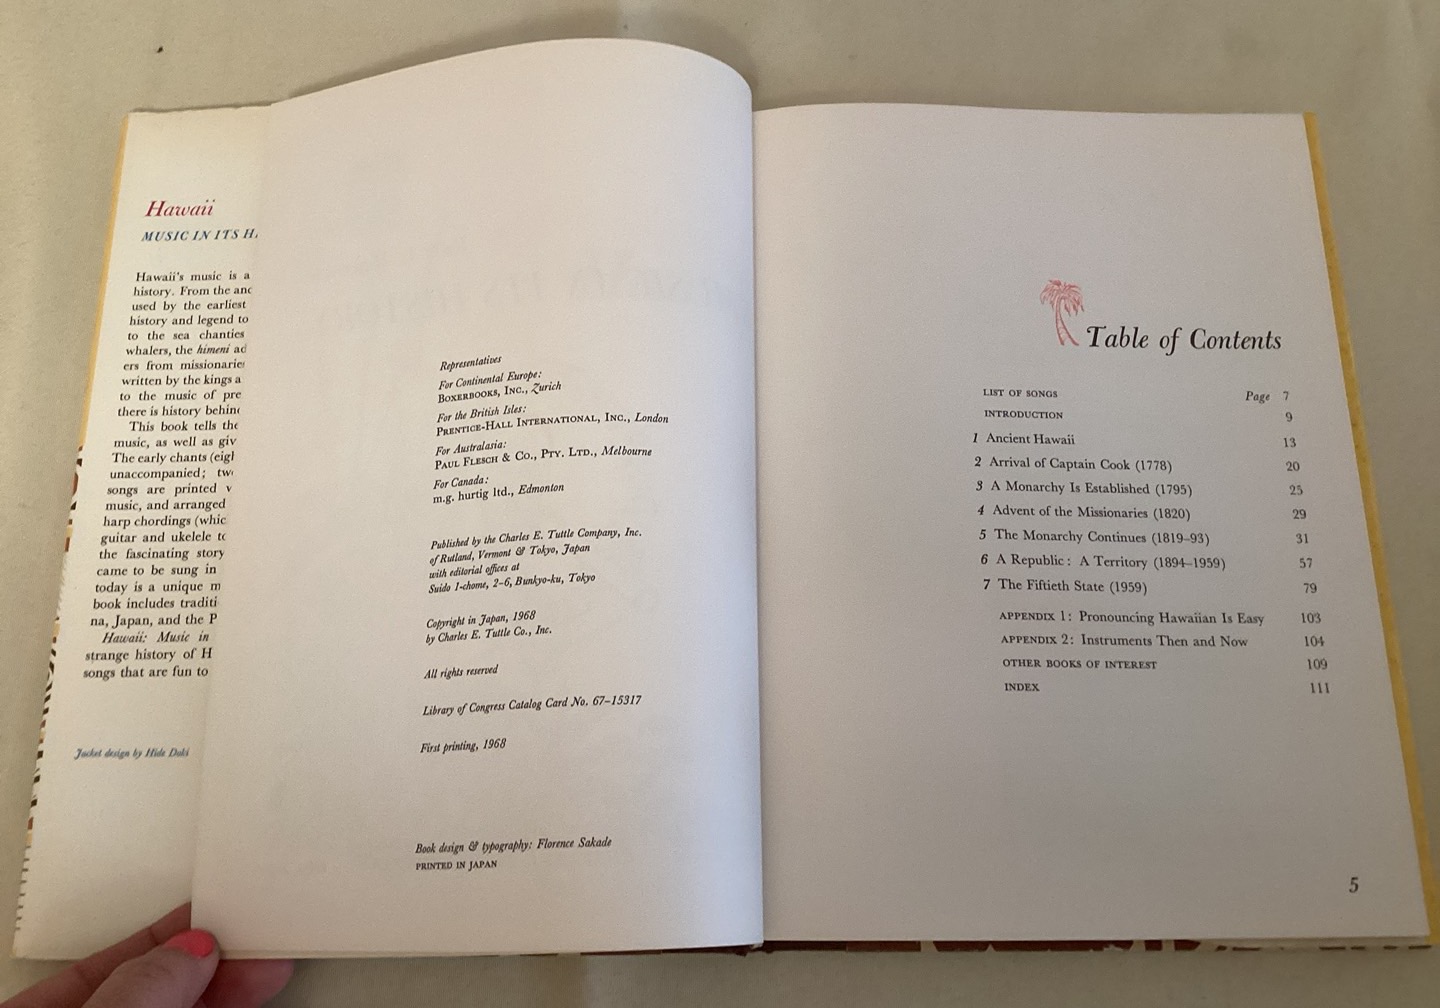 Hawaii
MUSIC IN ITS
Hawaii's music is a
history. From the anc
used by the earliest
history and legend to
to the sea chanties
whalers, the himeni ad
ers from missionarie
written by the kings a
to the music of pre
there is history behind
This book tells the
music, as well as giv
The early chants (eigl
unaccompanied; two
songs are printed v
music, and arranged
harp chordings (whic
guitar and ukelele to
the fascinating story
came to be sung in
today is a unique m
book includes traditi
na, Japan, and the P
Hawaii: Music in
strange history of H
songs that are fun to
Jacket design by Hide Doki
Representatives
For Continental Europe:
BOXERBOOKS, INC., Zurich
For the British Isles:
PRENTICE-HALL INTERNATIONAL, INC., London
For Australasia:
PAUL FLESCH & CO., PTY. LTD., Melbourne
For Canada:
m.g. hurtig ltd., Edmonton
Published by the Charles E. Tuttle Company, Inc.
of Rutland, Vermont & Tokyo, Japan
with editorial offices at
Suido 1-chome, 2-6, Bunkyo-ku, Tokyo
Copyright in Japan, 1968
by Charles E. Tuttle Co., Inc.
All rights reserved
Library of Congress Catalog Card No. 67-15317
First printing, 1968
Book design & typography: Florence Sakade
PRINTED IN JAPAN
Table of Contents
LIST OF SONGS Page 7
INTRODUCTION 9
1 Ancient Hawaii 13
2 Arrival of Captain Cook (1778) 20
3 A Monarchy Is Established (1795) 25
4 Advent of the Missionaries (1820) 29
5 The Monarchy Continues (1819–93) 31
6 A Republic: A Territory (1894–1959) 57
7 The Fiftieth State (1959) 79
APPENDIX 1: Pronouncing Hawaiian Is Easy 103
APPENDIX 2: Instruments Then and Now 104
OTHER BOOKS OF INTEREST 109
INDEX 111
5